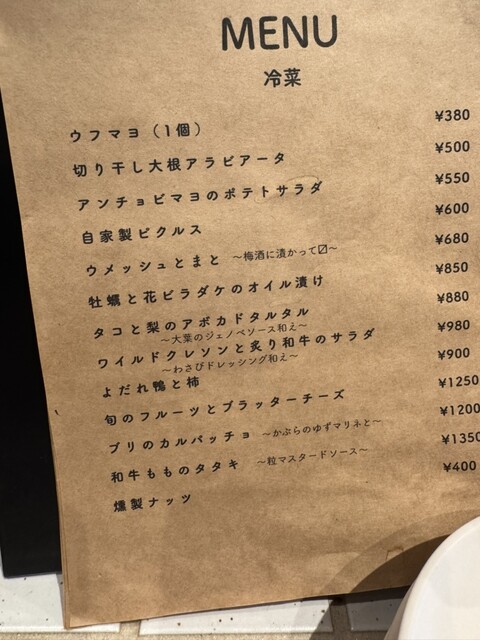 MENU
冷菜
ウフマヨ（1個） ¥380
切り干し大根アラビアータ ¥500
アンチョビマヨのポテトサラダ ¥550
自家製ピクルス ¥600
ウメッシュとまと ～梅酒に漬かって〼～ ¥680
牡蠣と花ビラダケのオイル漬け ¥850
タコと梨のアボカドタルタル ¥880
～大葉のジェノベソース和え～
ワイルドクレソンと炙り和牛のサラダ ¥980
～わさびドレッシング和え～
よだれ鴨と柿 ¥900
旬のフルーツとブラッターチーズ ¥1250
ブリのカルパッチョ ～かぶらのゆずマリネと～ ¥1200
和牛もものタタキ ～粒マスタードソース～ ¥1350
燻製ナッツ ¥400